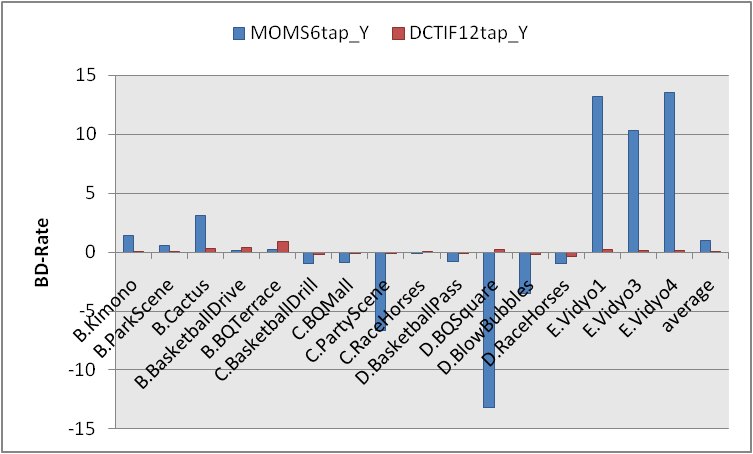 MOMS6tap_Y DCTIF12tap_Y
15
10
5
0
-5
-10
-15
BD-Rate
B.KImono
B.ParkScene
B.Cactus
B.BasketballDrive
B.BQTerrace
C.BasketballDrill
C.BQMall
C.PartyScene
C.RaceHorses
D.BasketballPass
D.BQSquare
D.BlowBubbles
D.RaceHorses
E.Vidyo1
E.Vidyo3
E.Vidyo4
average